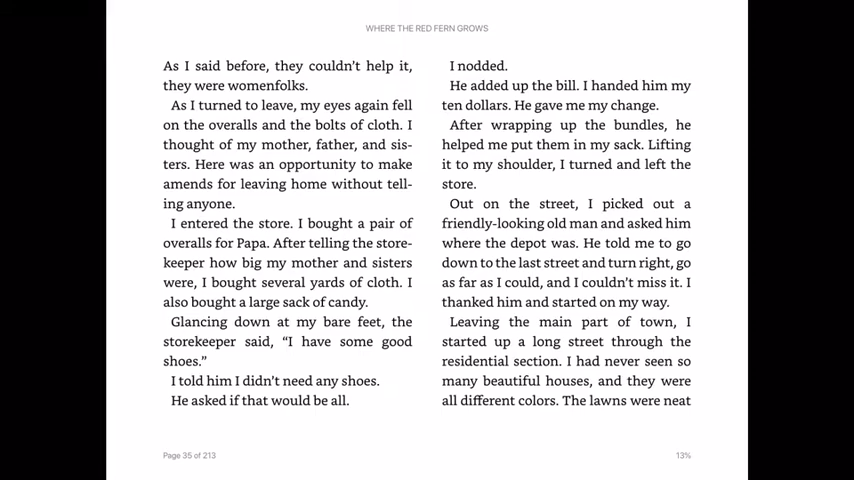 WHERE THE RED FERN GROWS
As I said before, they couldn't help it,
they were womenfolks.
As I turned to leave, my eyes again fell
on the overalls and the bolts of cloth. I
thought of my mother, father, and sis-
ters. Here was an opportunity to make
amends for leaving home without tell-
ing anyone.
I entered the store. I bought a pair of
overalls for Papa. After telling the store-
keeper how big my mother and sisters
were, I bought several yards of cloth. I
also bought a large sack of candy.
Glancing down at my bare feet, the
storekeeper said, “I have some good
shoes.”
I told him I didn't need any shoes.
He asked if that would be all.
I nodded.
He added up the bill. I handed him my
ten dollars. He gave me my change.
After wrapping up the bundles, he
helped me put them in my sack. Lifting
it to my shoulder, I turned and left the
store.
Out on the street, I picked out a
friendly-looking old man and asked him
where the depot was. He told me to go
down to the last street and turn right, go
as far as I could, and I couldn't miss it. I
thanked him and started on my way.
Leaving the main part of town, I
started up a long street through the
residential section. I had never seen so
many beautiful houses, and they were
all different colors. The lawns were neat
Page 35 of 213
13%